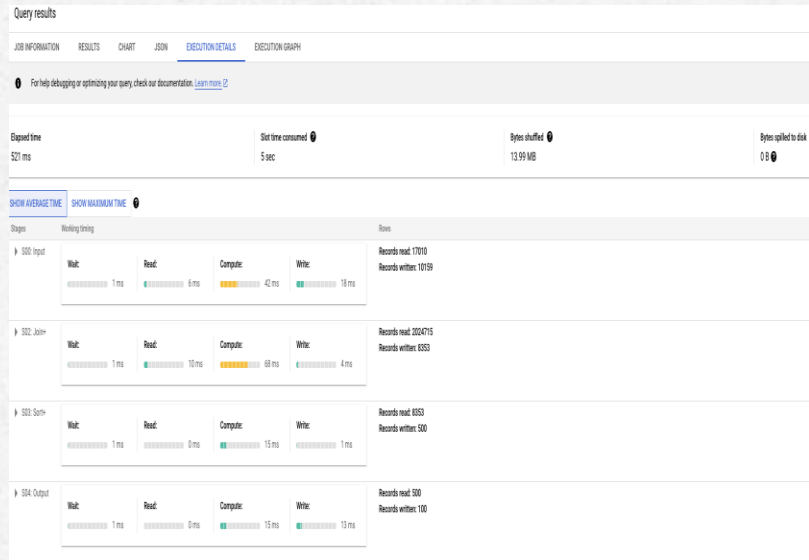 Query results
JOB INFORMATION RESULTS CHART JSON EXECUTION DETAILS EXECUTION GRAPH
For help debugging or optimizing your query, check our documentation. Learn more
Elapsed time Slot time consumed Bytes shuffled Bytes spilled to disk
521 ms 5 sec 13.99 MB 0 B
SHOW AVERAGE TIME SHOW MAXIMUM TIME
Stages Working timing Rows
S00: Input Records read: 17010
Wait: Read: Compute: Write: Records written: 10159
1 ms 6 ms 42 ms 18 ms
S02: Join+ Records read: 2024715
Wait: Read: Compute: Write: Records written: 8353
1 ms 10 ms 68 ms 4 ms
S03: Sort+ Records read: 8353
Wait: Read: Compute: Write: Records written: 500
1 ms 0 ms 15 ms 1 ms
S04: Output Records read: 500
Wait: Read: Compute: Write: Records written: 100
1 ms 0 ms 15 ms 13 ms